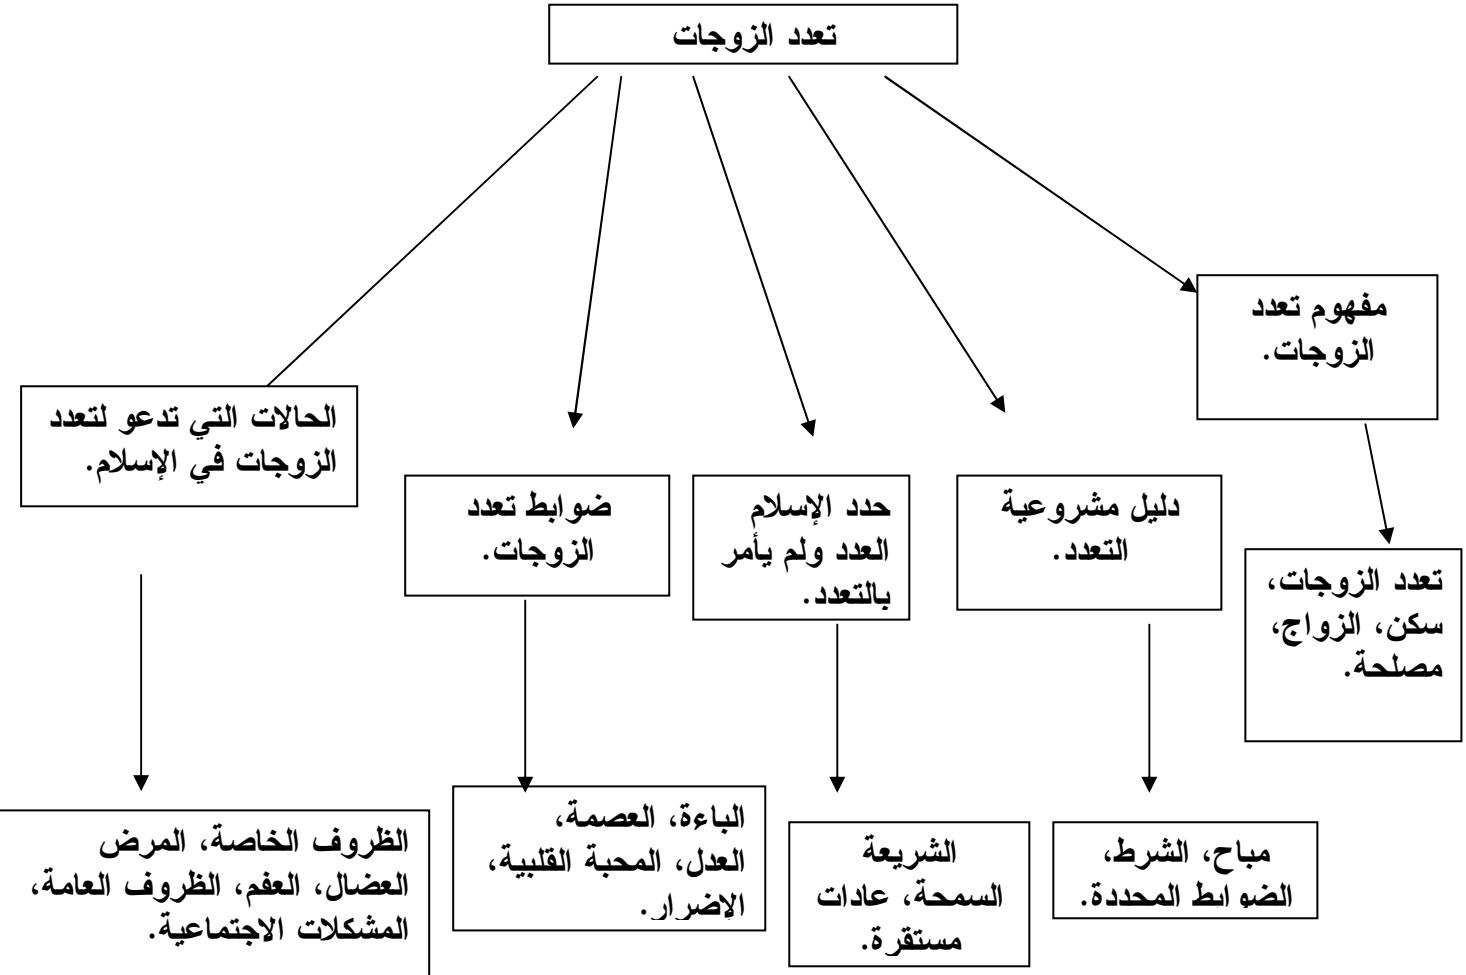 تعدد الزوجات
مفهوم تعدد
الزوجات.
دليل مشروعية
التعدد.
حدد الإسلام
العدد ولم يأمر
بالتعدد.
ضوابط تعدد
الزوجات.
الحالات التي تدعو لتعدد
الزوجات في الإسلام.
تعدد الزوجات،
سكن، الزواج،
مصلحة.
مباح، الشرط،
الضوابط المحددة.
الشريعة
السمحة، عادات
مستقرة.
الباءة، العصمة،
العدل، المحبة القلبية،
الإضرار.
الظروف الخاصة، المرض
العضال، العفم، الظروف العامة،
المشكلات الاجتماعية.